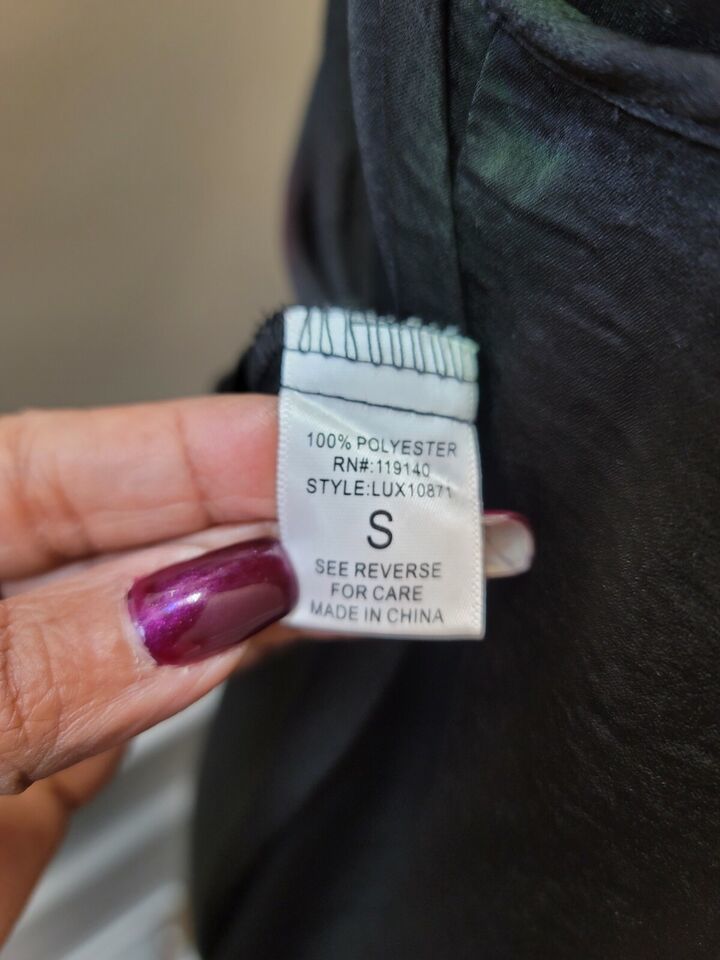 100% POLYESTER
RN#:119140
STYLE:LUX10871
S
SEE REVERSE
FOR CARE
MADE IN CHINA